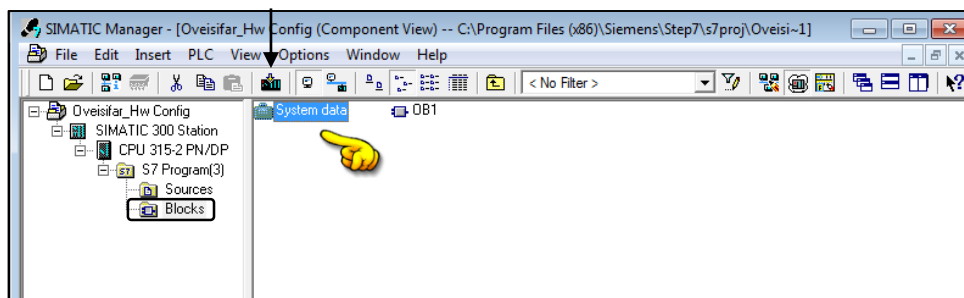 SIMATIC Manager - [Oveisifar_Hw Config (Component View) -- C:\Program Files (x86)\Siemens\Step7\s7proj\Oveisi~1]
File Edit Insert PLC View Options Window Help
< No Filter >
Oveisifar_Hw Config
System data
OB1
SIMATIC 300 Station
CPU 315-2 PN/DP
S7 Program(3)
Sources
Blocks